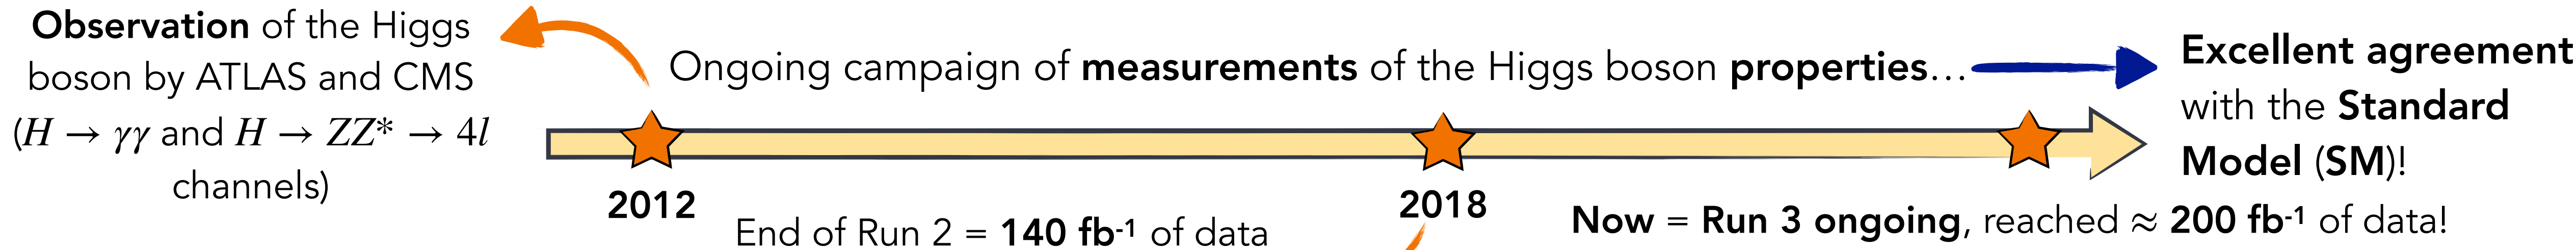 Observation of the Higgs
boson by ATLAS and CMS
(H → γγ and H → ZZ* → 4l
channels)
Ongoing campaign of measurements of the Higgs boson properties...
Excellent agreement
with the Standard
Model (SM)!
2012
End of Run 2 = 140 fb⁻¹ of data
2018
Now = Run 3 ongoing, reached ≈ 200 fb⁻¹ of data!